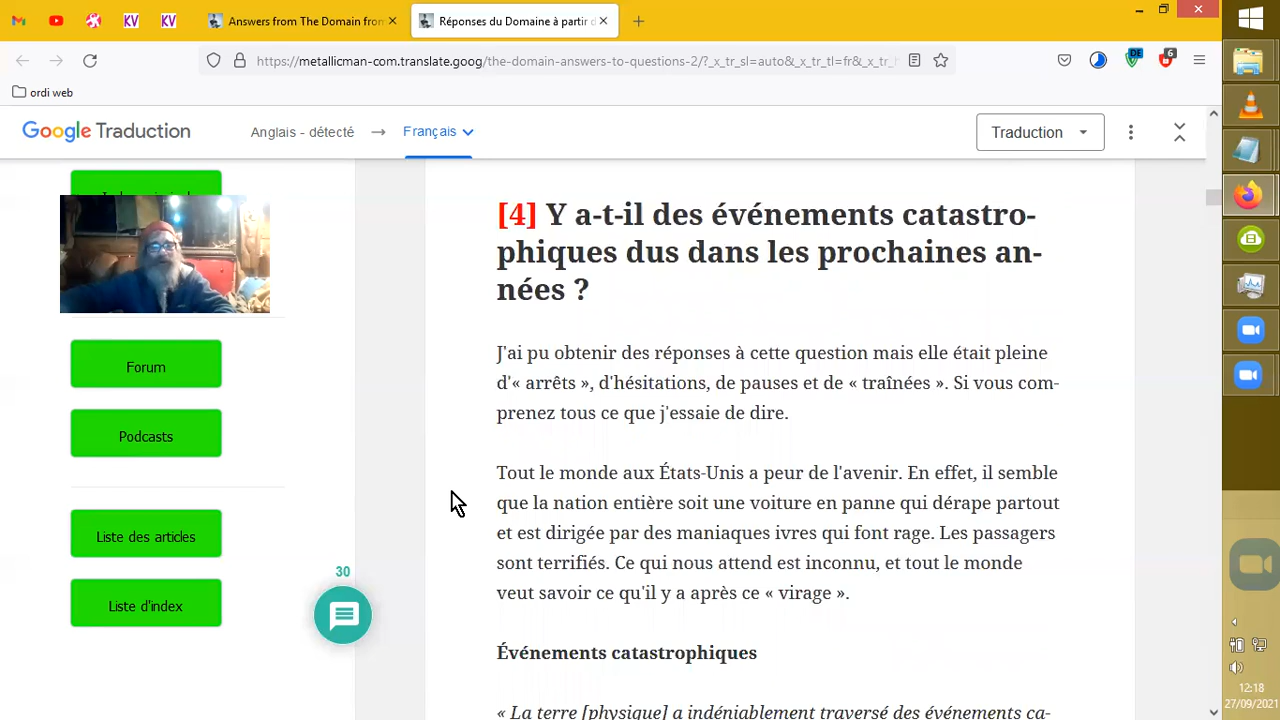 Answers from The Domain from
Réponses du Domaine à partir d
https://metallicman-com.translate.goog/the-domain-answers-to-questions-2/?_x_tr_sl=auto&_x_tr_tl=fr&_x_tr_h
DE
6
ordi web
Google Traduction
Anglais - détecté
Français
Traduction
KV
KV
[4] Y a-t-il des événements catastro-
phiques dus dans les prochaines an-
nées ?
J'ai pu obtenir des réponses à cette question mais elle était pleine
d'« arrêts », d'hésitations, de pauses et de « traînées ». Si vous com-
prenez tous ce que j'essaie de dire.
Tout le monde aux États-Unis a peur de l'avenir. En effet, il semble
que la nation entière soit une voiture en panne qui dérape partout
et est dirigée par des maniaques ivres qui font rage. Les passagers
sont terrifiés. Ce qui nous attend est inconnu, et tout le monde
veut savoir ce qu'il y a après ce « virage ».
Événements catastrophiques
« La terre [physique] a indéniablement traversé des événements ca-
Forum
Podcasts
Liste des articles
Liste d'index
30
12:18
27/09/2021